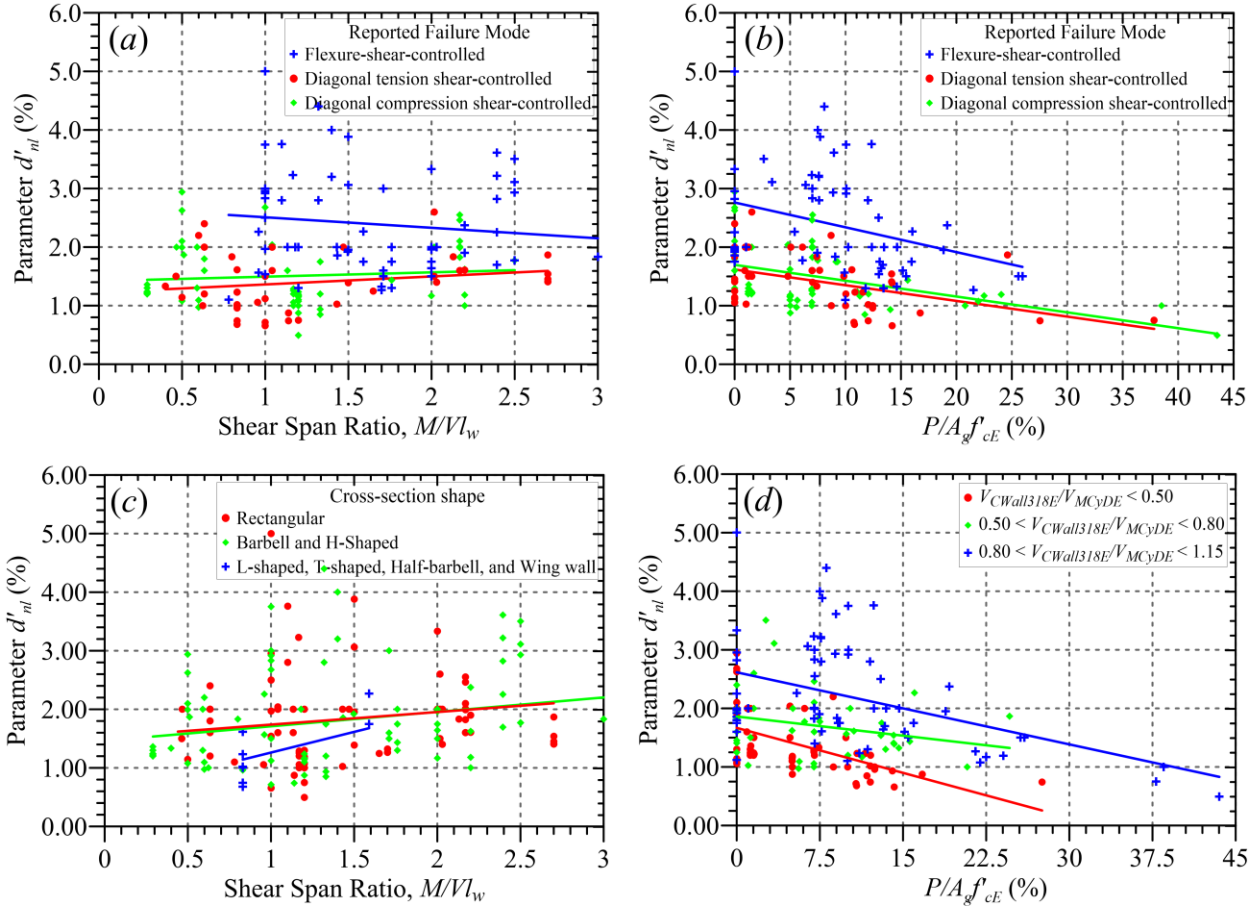 (a)
Reported Failure Mode
Flexure-shear-controlled
Diagonal tension shear-controlled
Diagonal compression shear-controlled
6.0
5.0
4.0
3.0
2.0
1.0
0.0
Parameter d'nl (%)
0 0.5 1 1.5 2 2.5 3
Shear Span Ratio, M/Vlw
(b)
Reported Failure Mode
Flexure-shear-controlled
Diagonal tension shear-controlled
Diagonal compression shear-controlled
6.0
5.0
4.0
3.0
2.0
1.0
0.0
Parameter d'nl (%)
0 5 10 15 20 25 30 35 40 45
P/Agf'cE (%)
(c)
Cross-section shape
Rectangular
Barbell and H-Shaped
L-shaped, T-shaped, Half-barbell, and Wing wall
6.00
5.00
4.00
3.00
2.00
1.00
0.00
Parameter d'nl (%)
0 0.5 1 1.5 2 2.5 3
Shear Span Ratio, M/Vlw
(d)
VCWall318E/VMCyDE < 0.50
0.50 < VCWall318E/VMCyDE < 0.80
0.80 < VCWall318E/VMCyDE < 1.15
6.00
5.00
4.00
3.00
2.00
1.00
0.00
Parameter d'nl (%)
0 7.5 15 22.5 30 37.5 45
P/Agf'cE (%)